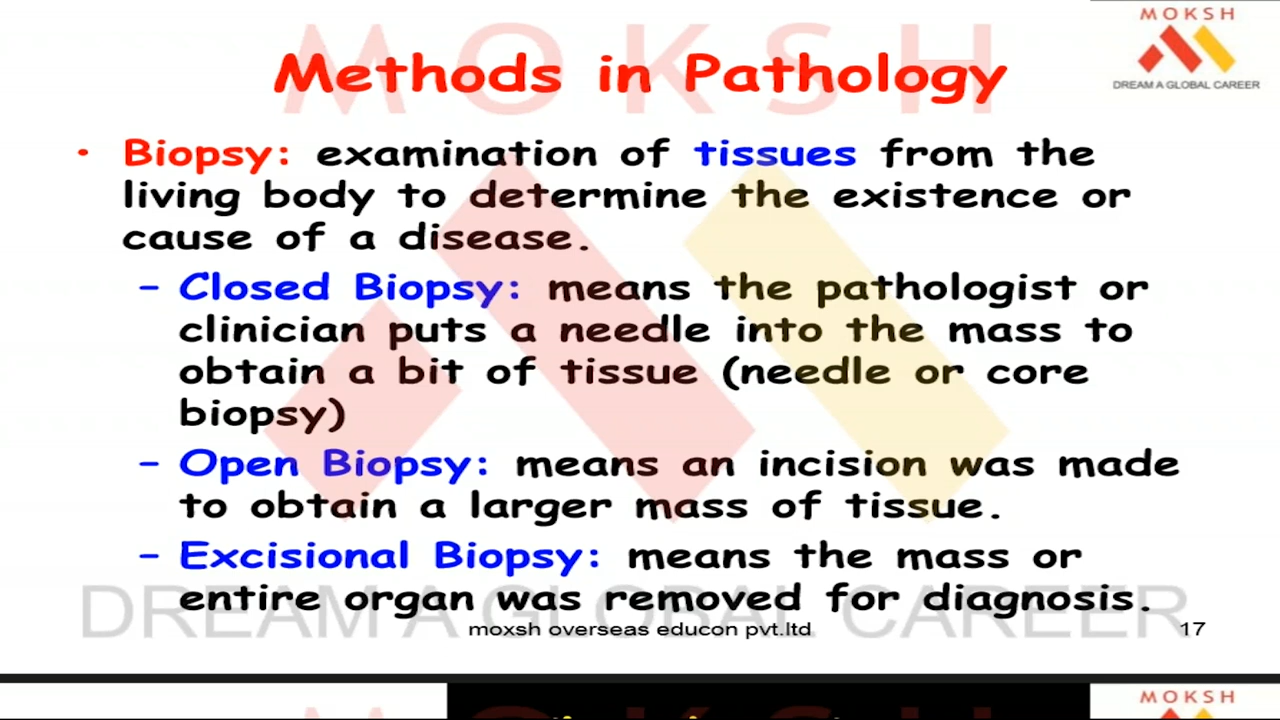 MOKSH
DREAM A GLOBAL CAREER
MOKSH
Methods in Pathology
• Biopsy: examination of tissues from the
living body to determine the existence or
cause of a disease.
– Closed Biopsy: means the pathologist or
clinician puts a needle into the mass to
obtain a bit of tissue (needle or core
biopsy)
– Open Biopsy: means an incision was made
to obtain a larger mass of tissue.
– Excisional Biopsy: means the mass or
entire organ was removed for diagnosis.
DREAM A GLOBAL CAREER
moxsh overseas educon pvt.ltd
17
MOKSH